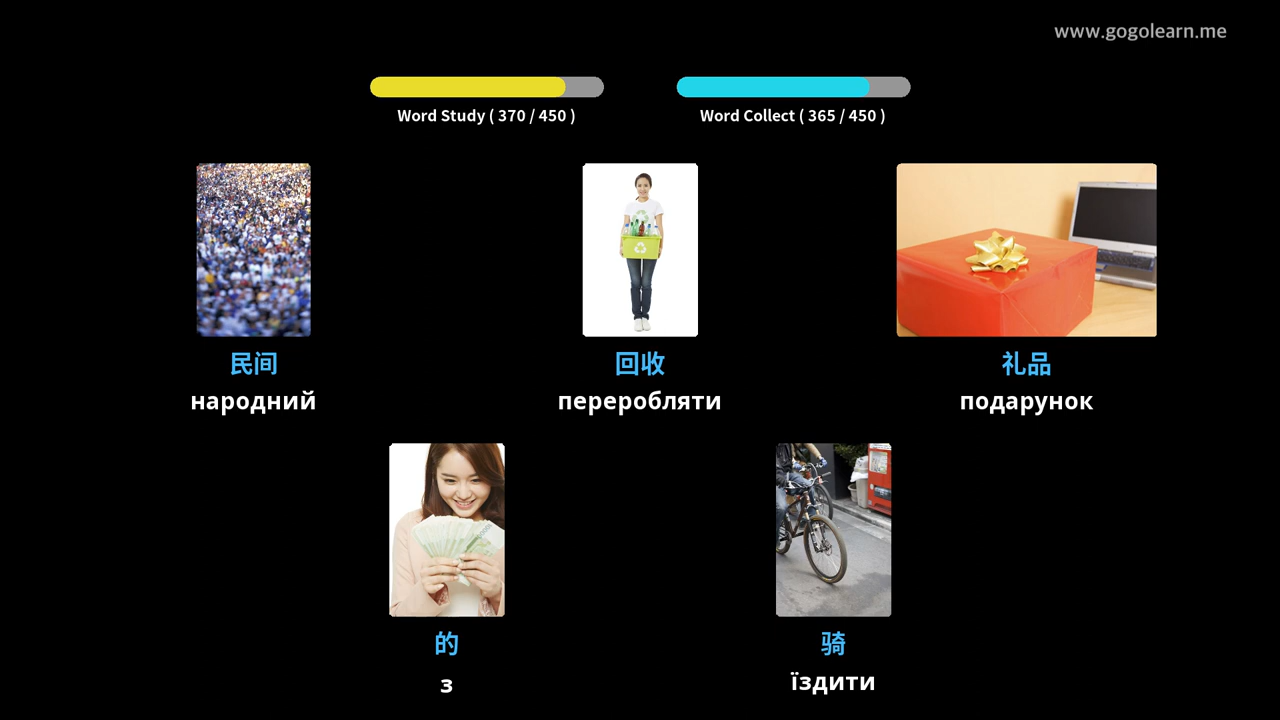 www.gogolearn.me
Word Study ( 370 / 450 )
Word Collect ( 365 / 450 )
民间
народний
回收
переробляти
礼品
подарунок
的
з
骑
їздити